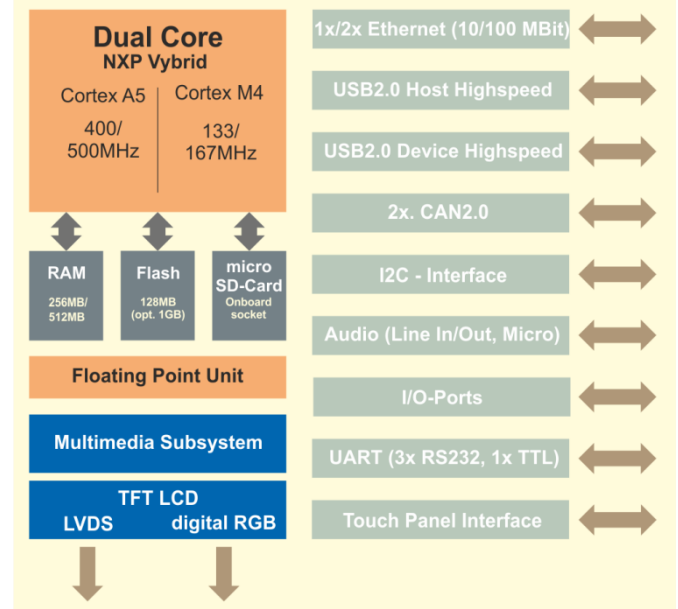 Dual Core
NXP Vybrid
Cortex A5
400/
500MHz
Cortex M4
133/
167MHz
RAM
256MB/
512MB
Flash
128MB
(opt. 1GB)
micro
SD-Card
Onboard
socket
Floating Point Unit
Multimedia Subsystem
TFT LCD
LVDS digital RGB
1x/2x Ethernet (10/100 MBit)
USB2.0 Host Highspeed
USB2.0 Device Highspeed
2x. CAN2.0
I2C - Interface
Audio (Line In/Out, Micro)
I/O-Ports
UART (3x RS232, 1x TTL)
Touch Panel Interface